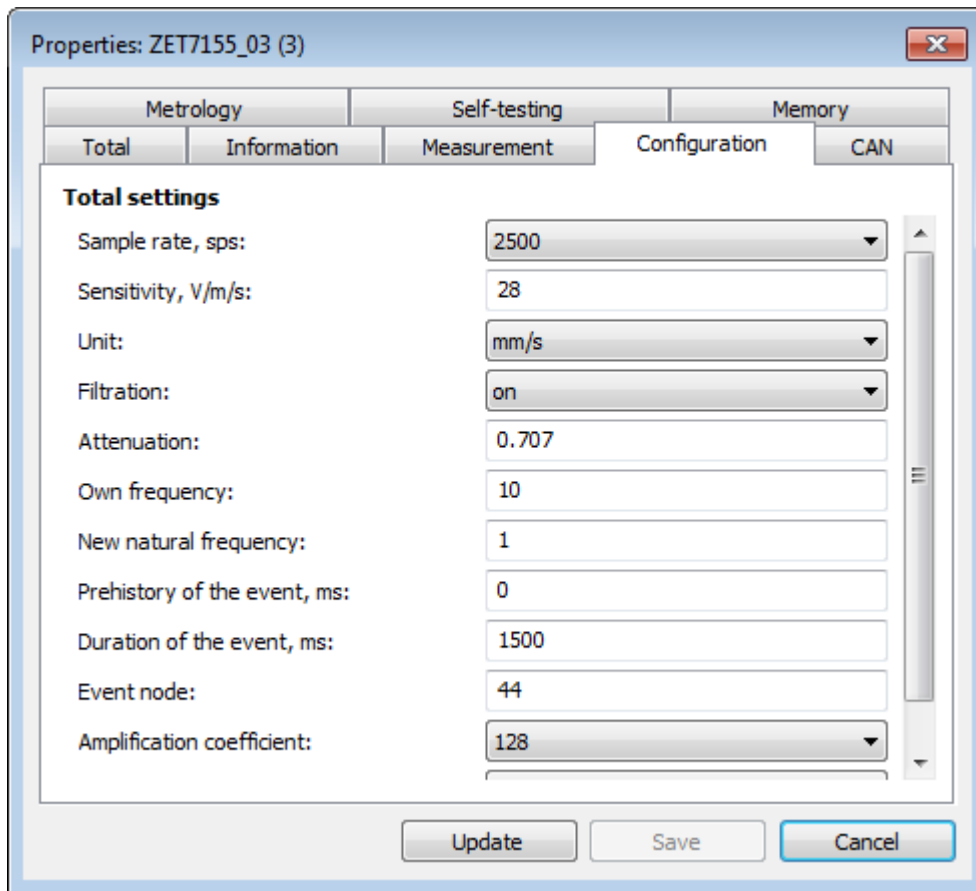 Properties: ZET7155_03 (3)
Metrology Self-testing Memory
Total Information Measurement Configuration CAN
Total settings
Sample rate, sps: 2500
Sensitivity, V/m/s: 28
Unit: mm/s
Filtration: on
Attenuation: 0.707
Own frequency: 10
New natural frequency: 1
Prehistory of the event, ms: 0
Duration of the event, ms: 1500
Event node: 44
Amplification coefficient: 128
Update Save Cancel